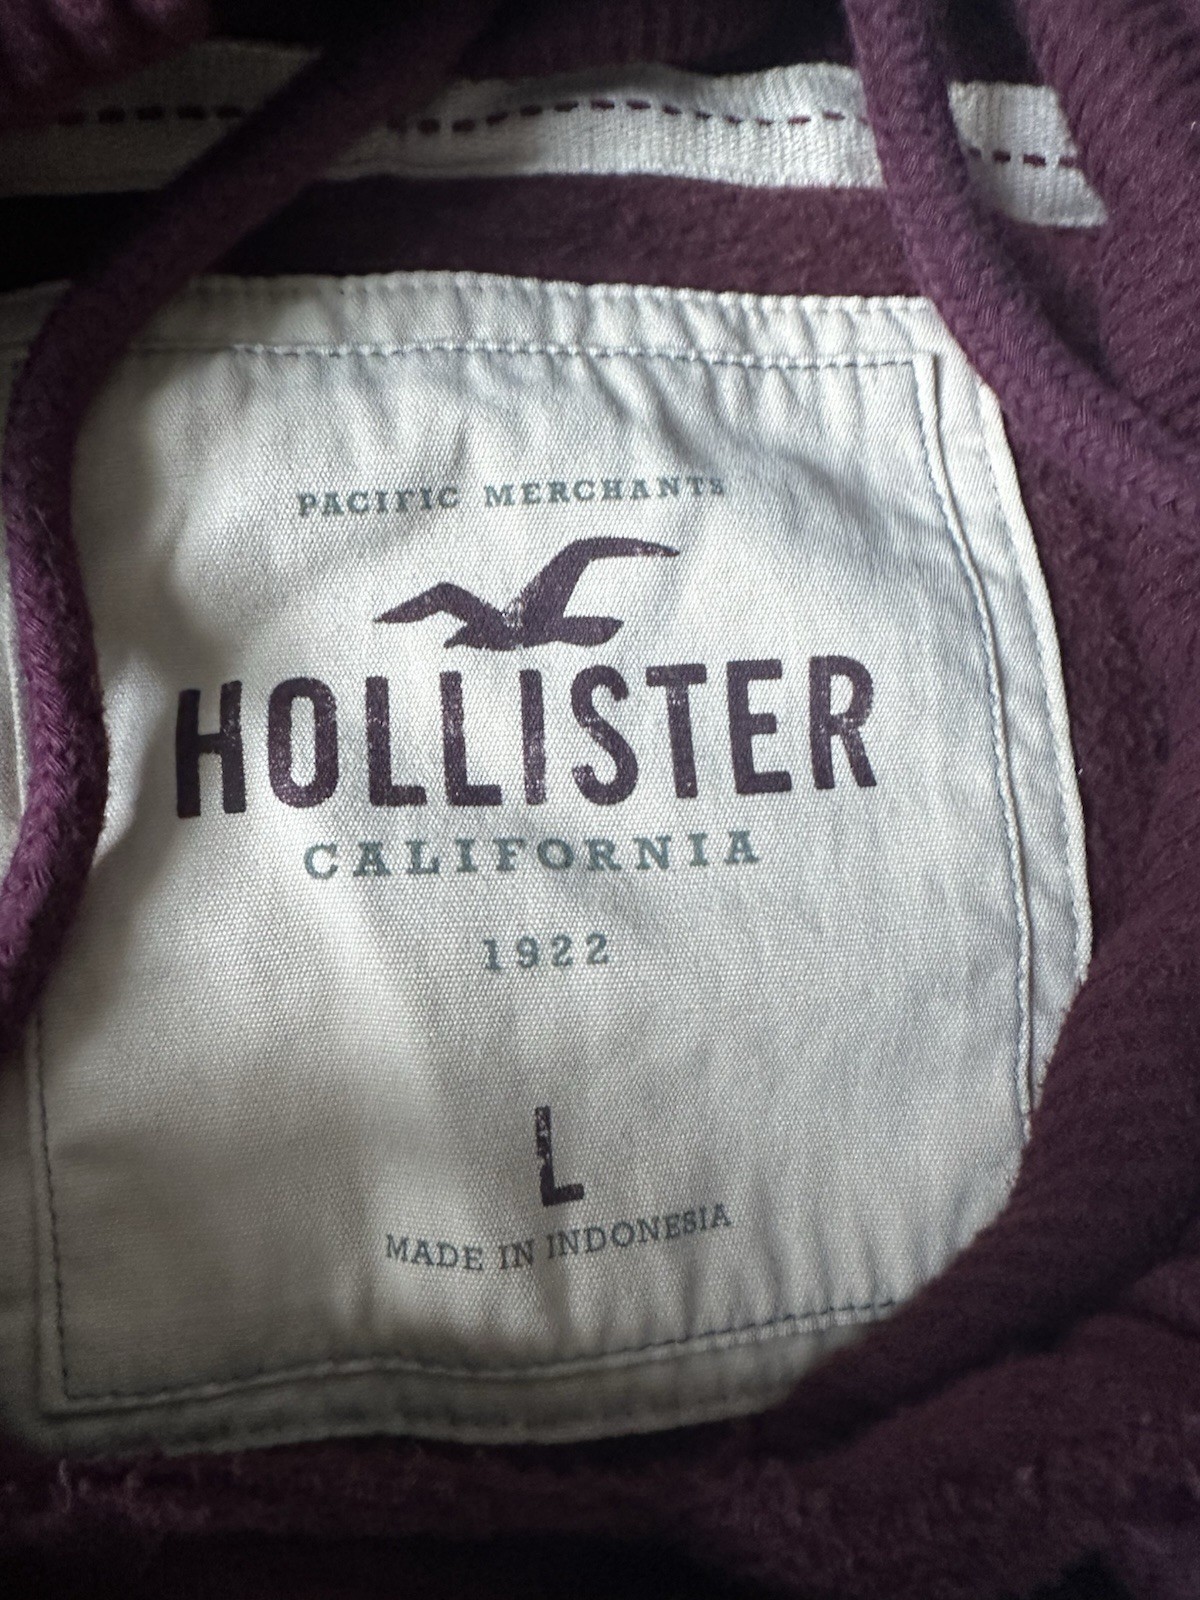 PACIFIC MERCHANTS
HOLLISTER
CALIFORNIA
1922
L
MADE IN INDONESIA